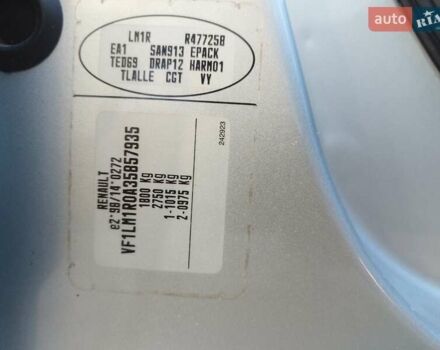 LM1R R477258
EA1 SAN913 EPACK
TED69 DRAP12 HARM01
TLALLE CGT VY
242923
RENAULT
e2*98/14*0272
VF1LM1R0A35857935
1800 KG
2750 KG
1-1015 KG
2-0975 KG
AUTO RIA